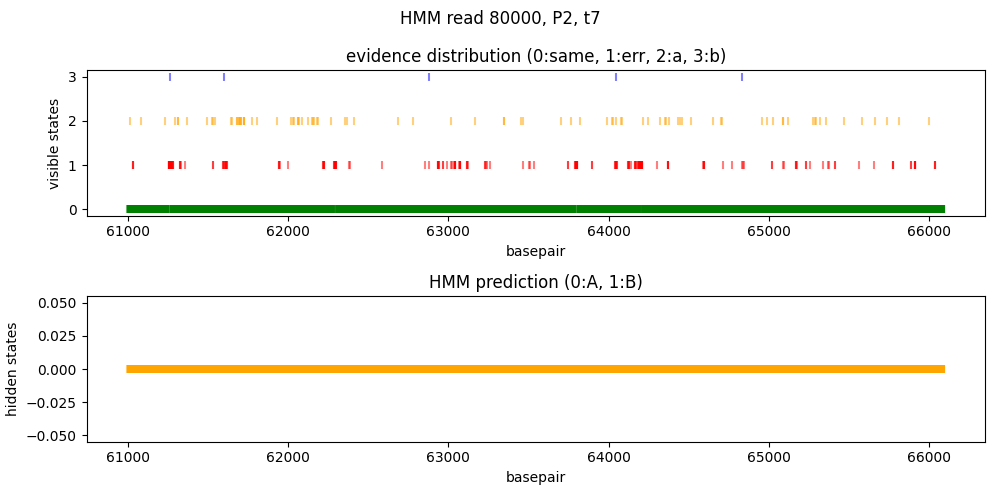 HMM read 80000, P2, t7
evidence distribution (0:same, 1:err, 2:a, 3:b)
visible states
3
2
1
0
61000 62000 63000 64000 65000 66000
basepair
HMM prediction (0:A, 1:B)
hidden states
0.050
0.025
0.000
−0.025
−0.050
61000 62000 63000 64000 65000 66000
basepair